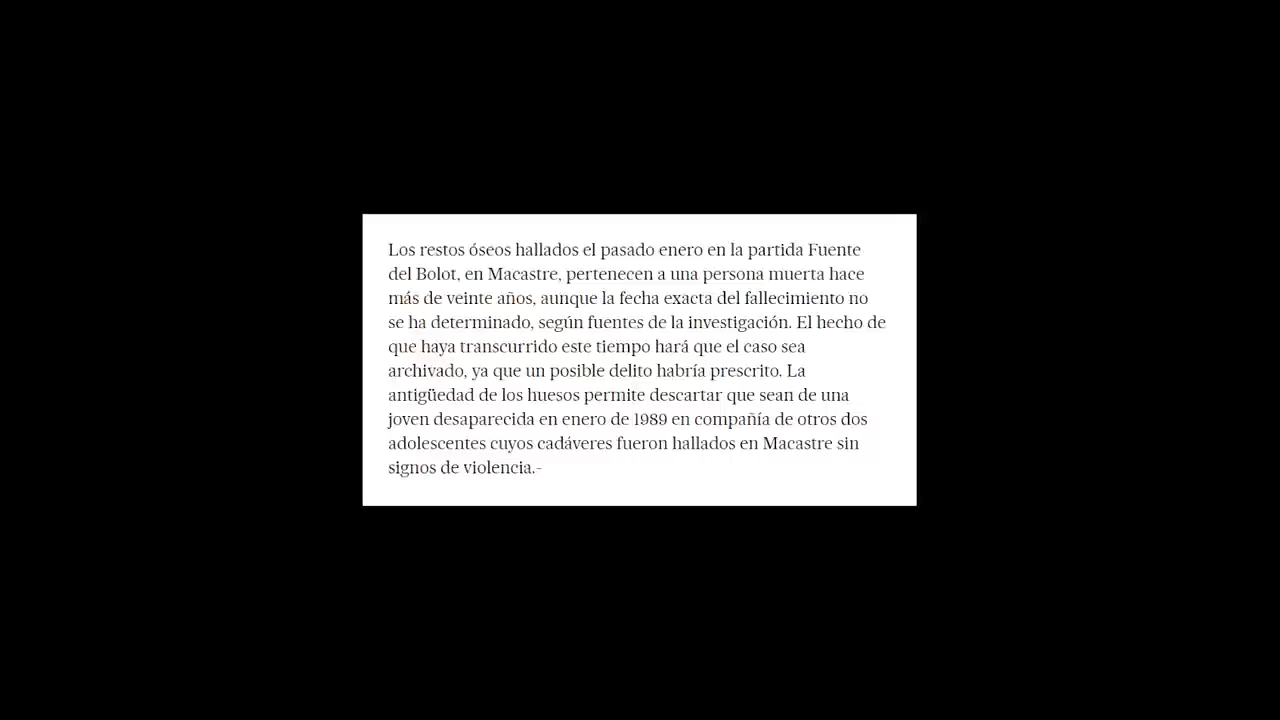 Los restos óseos hallados el pasado enero en la partida Fuente
del Bolot, en Macastre, pertenecen a una persona muerta hace
más de veinte años, aunque la fecha exacta del fallecimiento no
se ha determinado, según fuentes de la investigación. El hecho de
que haya transcurrido este tiempo hará que el caso sea
archivado, ya que un posible delito habría prescrito. La
antigüedad de los huesos permite descartar que sean de una
joven desaparecida en enero de 1989 en compañía de otros dos
adolescentes cuyos cadáveres fueron hallados en Macastre sin
signos de violencia.-